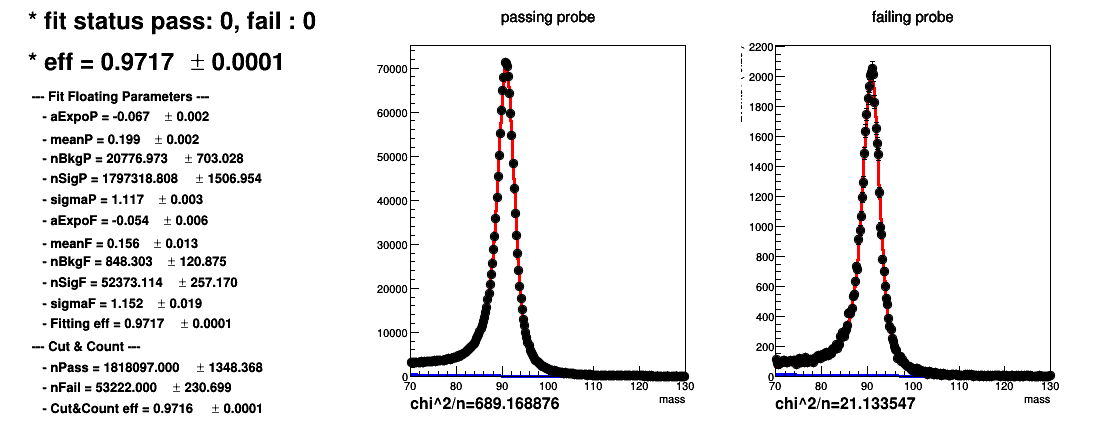 * fit status pass: 0, fail : 0
* eff = 0.9717 ± 0.0001
--- Fit Floating Parameters ---
- aExpoP = -0.067 ± 0.002
- meanP = 0.199 ± 0.002
- nBkgP = 20776.973 ± 703.028
- nSigP = 1797318.808 ± 1506.954
- sigmaP = 1.117 ± 0.003
- aExpoF = -0.054 ± 0.006
- meanF = 0.156 ± 0.013
- nBkgF = 848.303 ± 120.875
- nSigF = 52373.114 ± 257.170
- sigmaF = 1.152 ± 0.019
- Fitting eff = 0.9717 ± 0.0001
--- Cut & Count ---
- nPass = 1818097.000 ± 1348.368
- nFail = 53222.000 ± 230.699
- Cut&Count eff = 0.9716 ± 0.0001
passing probe
70000
60000
50000
40000
30000
20000
10000
0
70 80 90 100 110 120 130
mass
chi^2/n=689.168876
failing probe
2200
2000
1800
1600
1400
1200
1000
800
600
400
200
0
70 80 90 100 110 120 130
mass
chi^2/n=21.133547